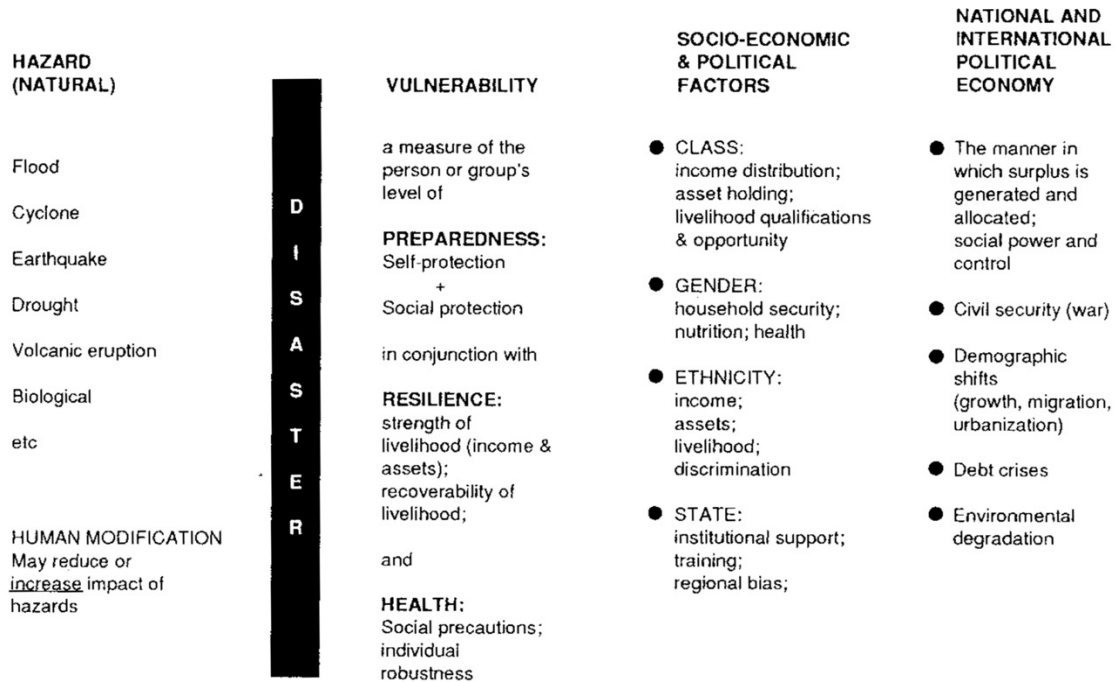 HAZARD
(NATURAL)
Flood
Cyclone
Earthquake
Drought
Volcanic eruption
Biological
etc
HUMAN MODIFICATION
May reduce or
increase impact of
hazards
D
I
S
A
S
T
E
R
VULNERABILITY
a measure of the
person or group's
level of
PREPAREDNESS:
Self-protection
+
Social protection
in conjunction with
RESILIENCE:
strength of
livelihood (income &
assets);
recoverability of
livelihood;
and
HEALTH:
Social precautions;
individual
robustness
SOCIO-ECONOMIC
& POLITICAL
FACTORS
● CLASS:
income distribution;
asset holding;
livelihood qualifications
& opportunity
● GENDER:
household security;
nutrition; health
● ETHNICITY:
income;
assets;
livelihood;
discrimination
● STATE:
institutional support;
training;
regional bias;
NATIONAL AND
INTERNATIONAL
POLITICAL
ECONOMY
● The manner in
which surplus is
generated and
allocated;
social power and
control
● Civil security (war)
● Demographic
shifts
(growth, migration,
urbanization)
● Debt crises
● Environmental
degradation